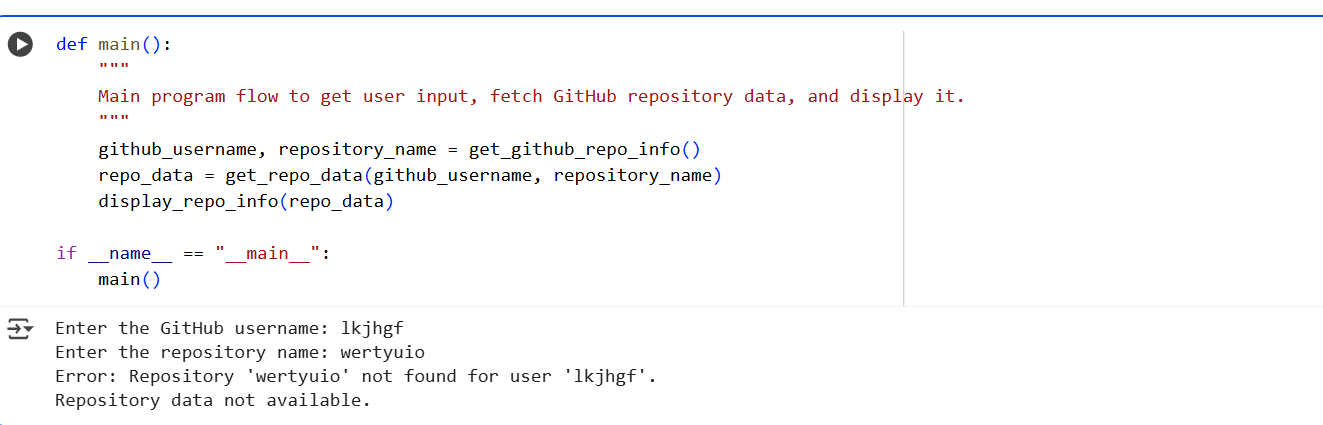 def main():
    """
    Main program flow to get user input, fetch GitHub repository data, and display it.
    """
    github_username, repository_name = get_github_repo_info()
    repo_data = get_repo_data(github_username, repository_name)
    display_repo_info(repo_data)

if __name__ == "__main__":
    main()
Enter the GitHub username: lkjhgf
Enter the repository name: wertyuio
Error: Repository 'wertyuio' not found for user 'lkjhgf'.
Repository data not available.